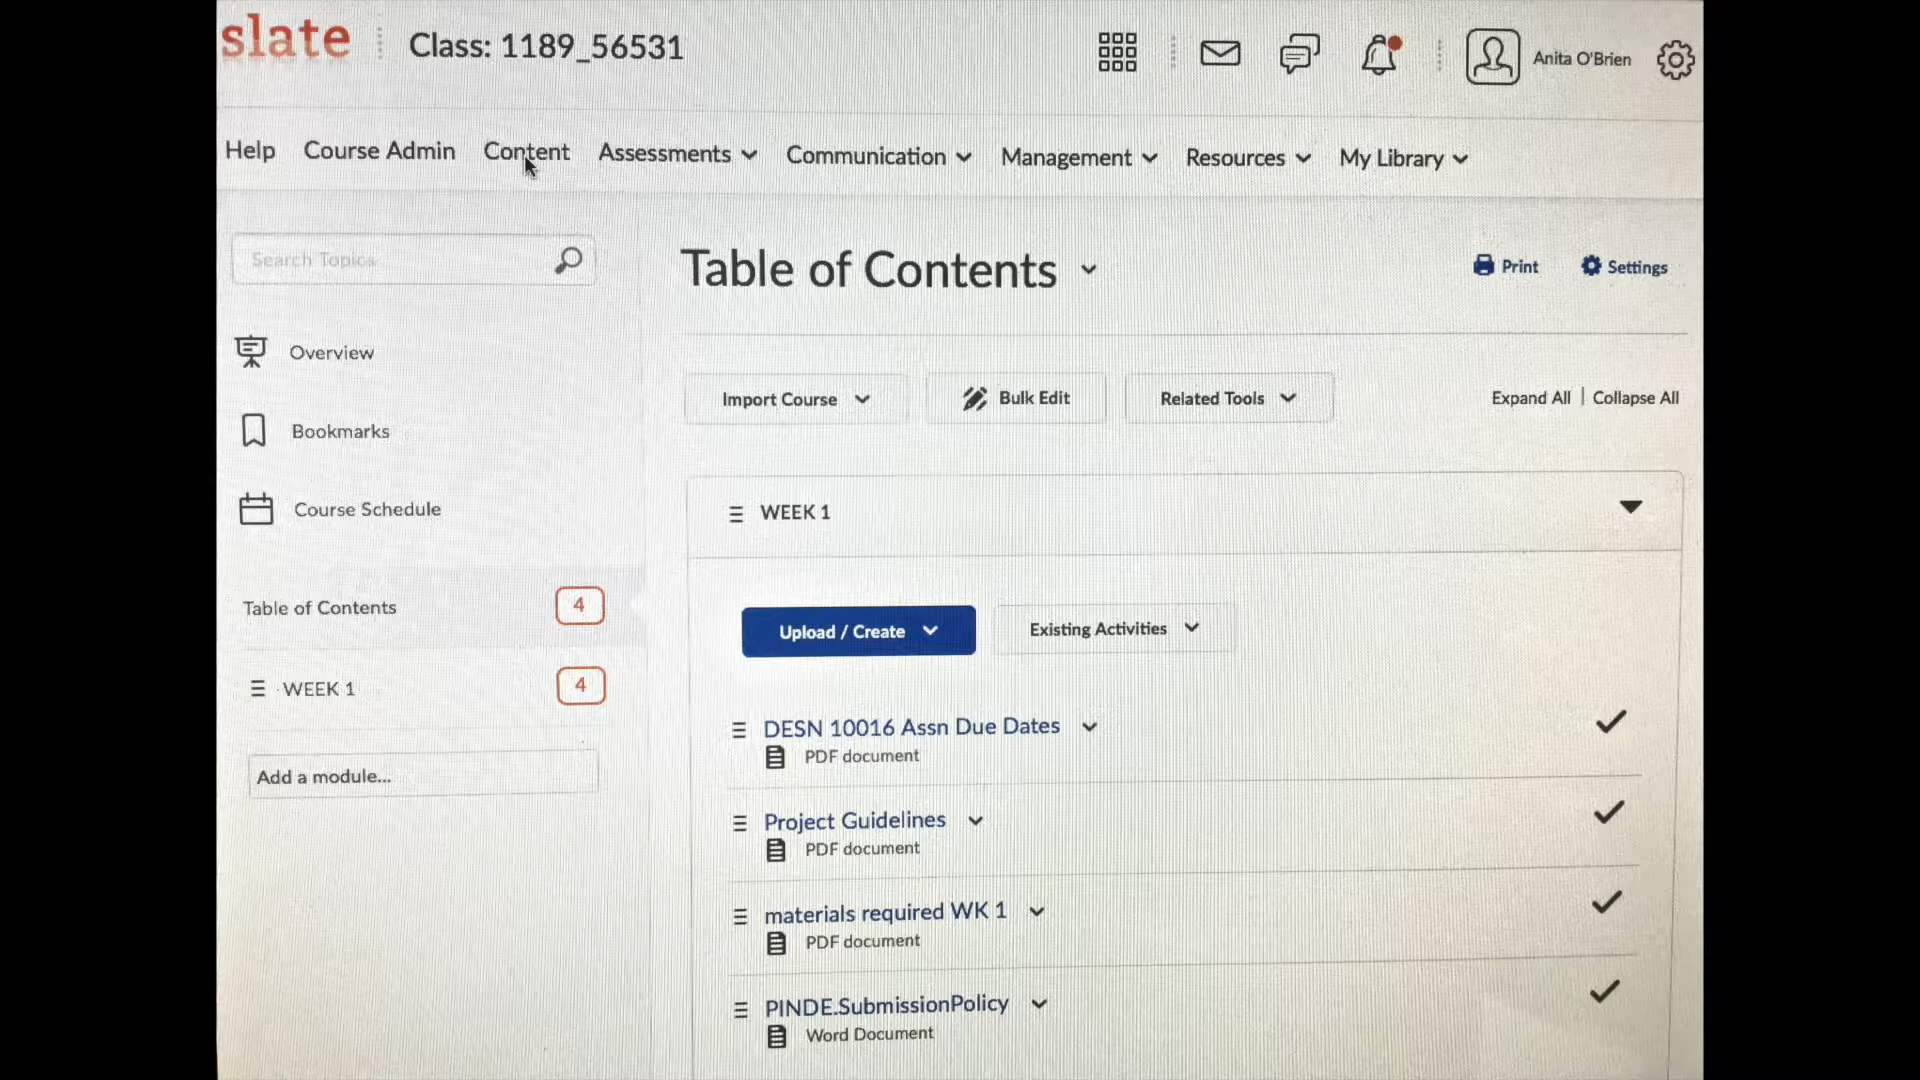 slate
Class: 1189_56531
Anita O'Brien
Help Course Admin Content Assessments Communication Management Resources My Library
Search Topics
Overview
Bookmarks
Course Schedule
Table of Contents 4
WEEK 1 4
Add a module...
Table of Contents
Print Settings
Import Course Bulk Edit Related Tools Expand All | Collapse All
WEEK 1
Upload / Create Existing Activities
DESN 10016 Assn Due Dates
PDF document
Project Guidelines
PDF document
materials required WK 1
PDF document
PINDE.SubmissionPolicy
Word Document